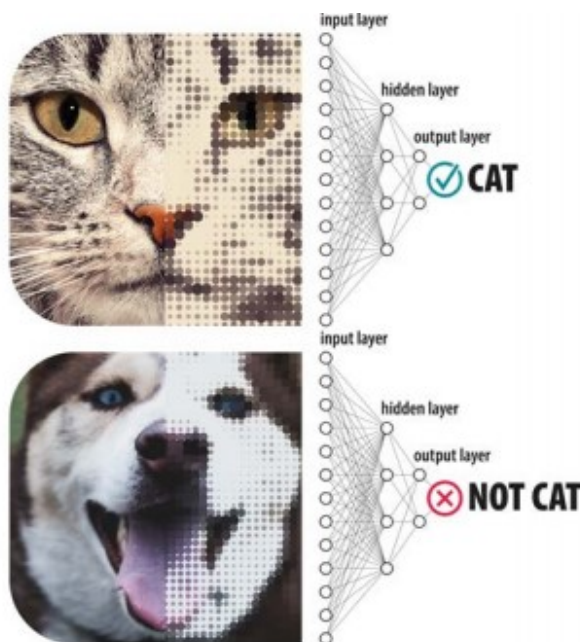 input layer
hidden layer
output layer
CAT
input layer
hidden layer
output layer
NOT CAT